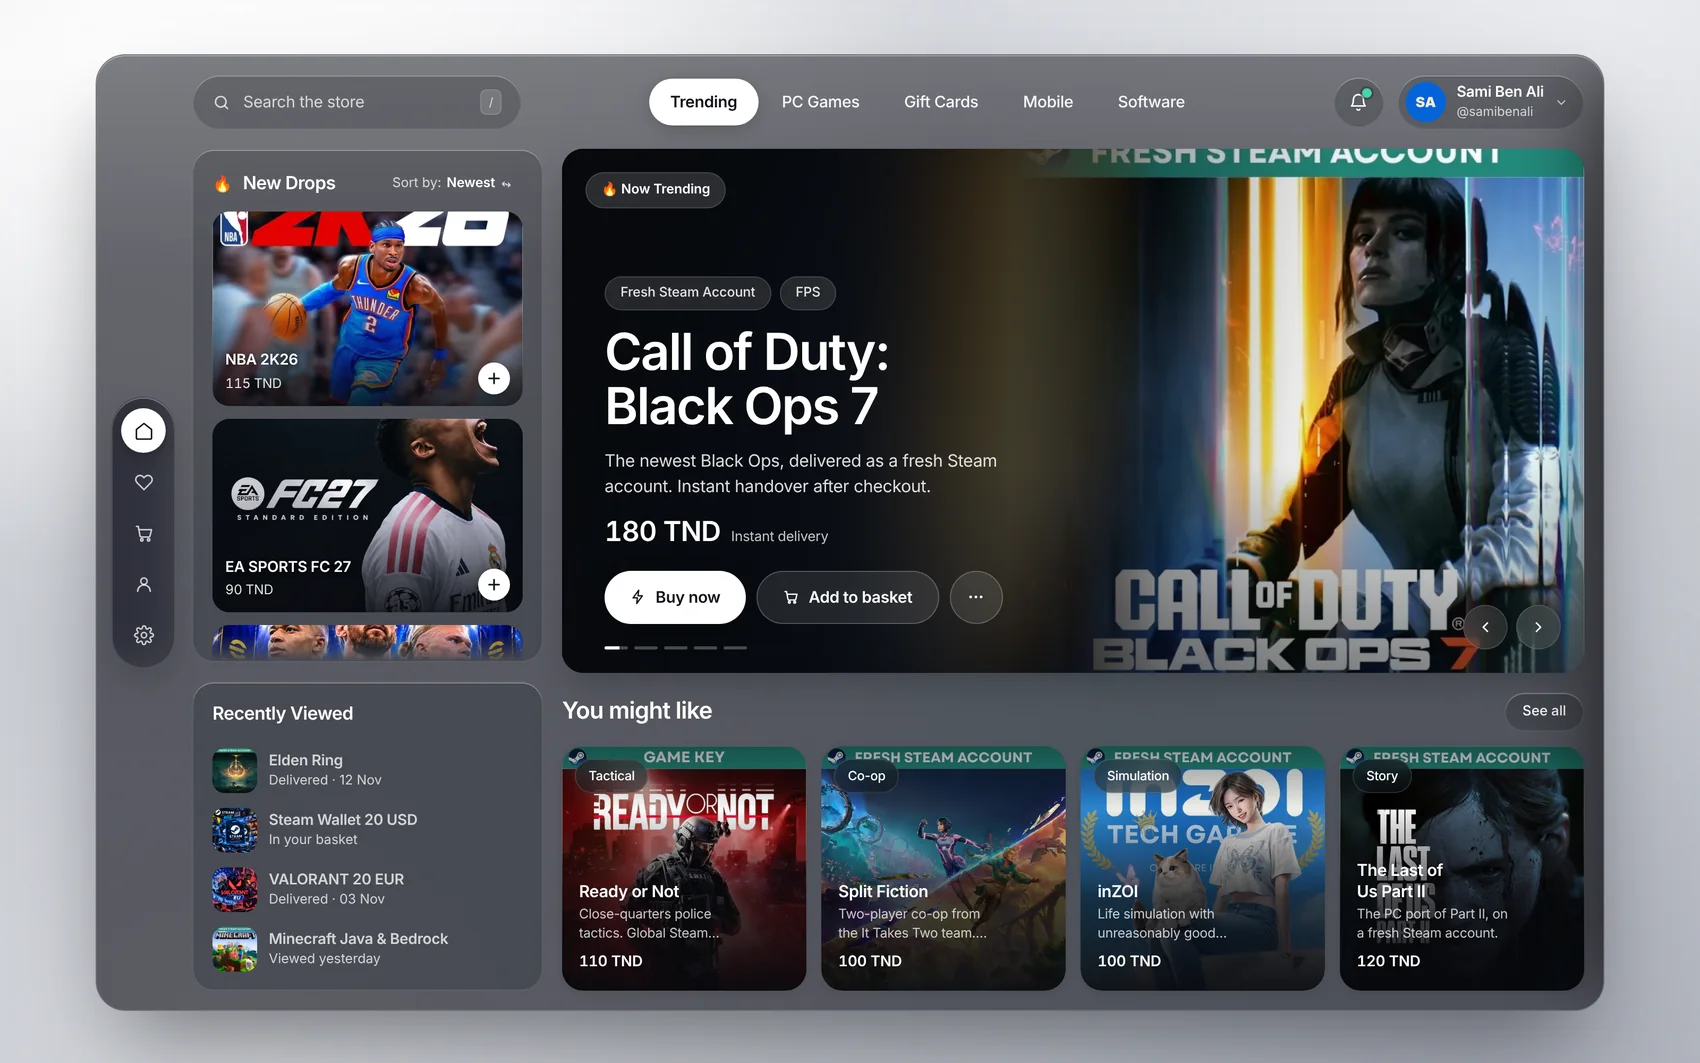 Search the store
/
Trending
PC Games
Gift Cards
Mobile
Software
SA
Sami Ben Ali
@samibenali
New Drops
Sort by: Newest
NBA
2K26
THUNDER
2
NBA 2K26
115 TND
EA
SPORTS
FC27
STANDARD EDITION
EA SPORTS FC 27
90 TND
FRESH STEAM ACCOUNT
Now Trending
Fresh Steam Account
FPS
Call of Duty:
Black Ops 7
The newest Black Ops, delivered as a fresh Steam
account. Instant handover after checkout.
180 TND Instant delivery
Buy now
Add to basket
CALL OF DUTY®
BLACK OPS 7
Recently Viewed
Elden Ring
Delivered · 12 Nov
Steam Wallet 20 USD
In your basket
VALORANT 20 EUR
Delivered · 03 Nov
Minecraft Java & Bedrock
Viewed yesterday
You might like
See all
GAME KEY
Tactical
READY OR NOT
Ready or Not
Close-quarters police
tactics. Global Steam...
110 TND
FRESH STEAM ACCOUNT
Co-op
Split Fiction
Two-player co-op from
the It Takes Two team....
100 TND
FRESH STEAM ACCOUNT
Simulation
inZOI
inZOI
Life simulation with
unreasonably good...
100 TND
FRESH STEAM ACCOUNT
Story
THE
LAST
The Last of
Us Part II
The PC port of Part II, on
a fresh Steam account.
120 TND